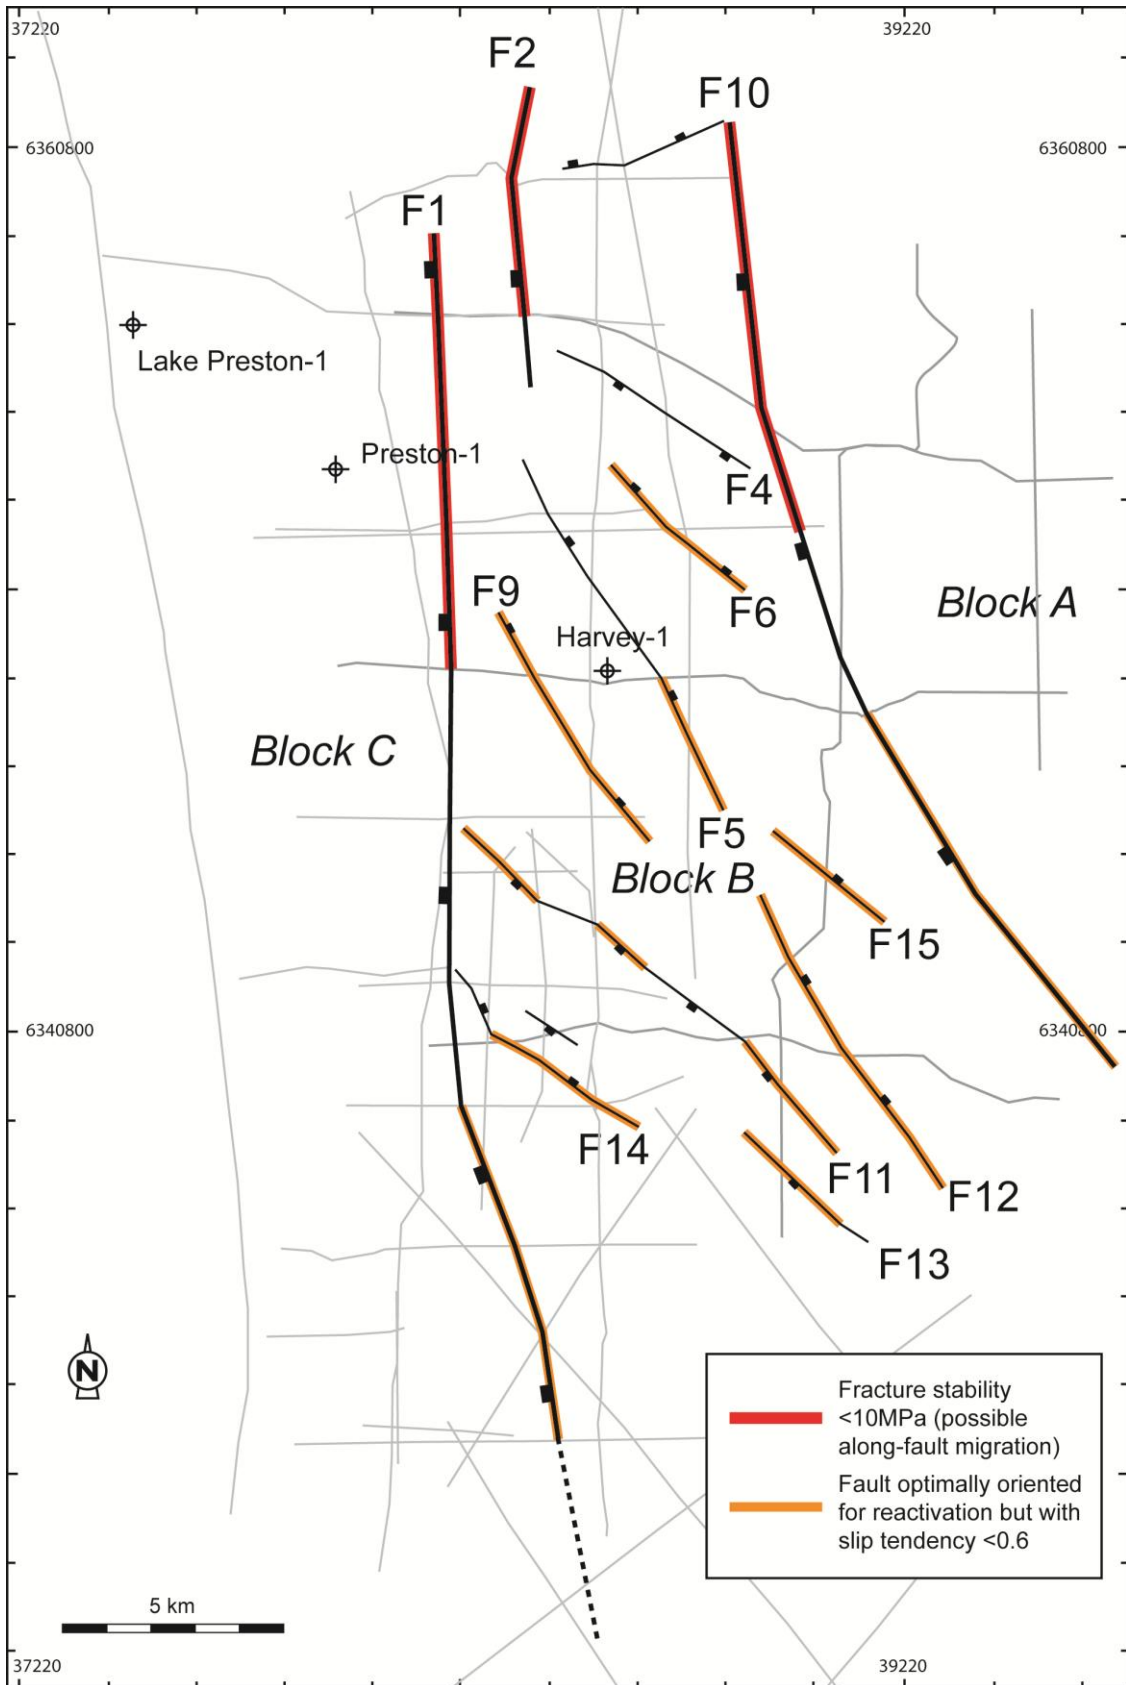 37220
39220
F2
F10
6360800
6360800
F1
Lake Preston-1
Preston-1
F4
F9
F6
Block A
Harvey-1
Block C
F5
Block B
F15
6340800
6340800
F14
F11
F12
F13
N
Fracture stability
<10MPa (possible
along-fault migration)
Fault optimally oriented
for reactivation but with
slip tendency <0.6
5 km
37220
39220